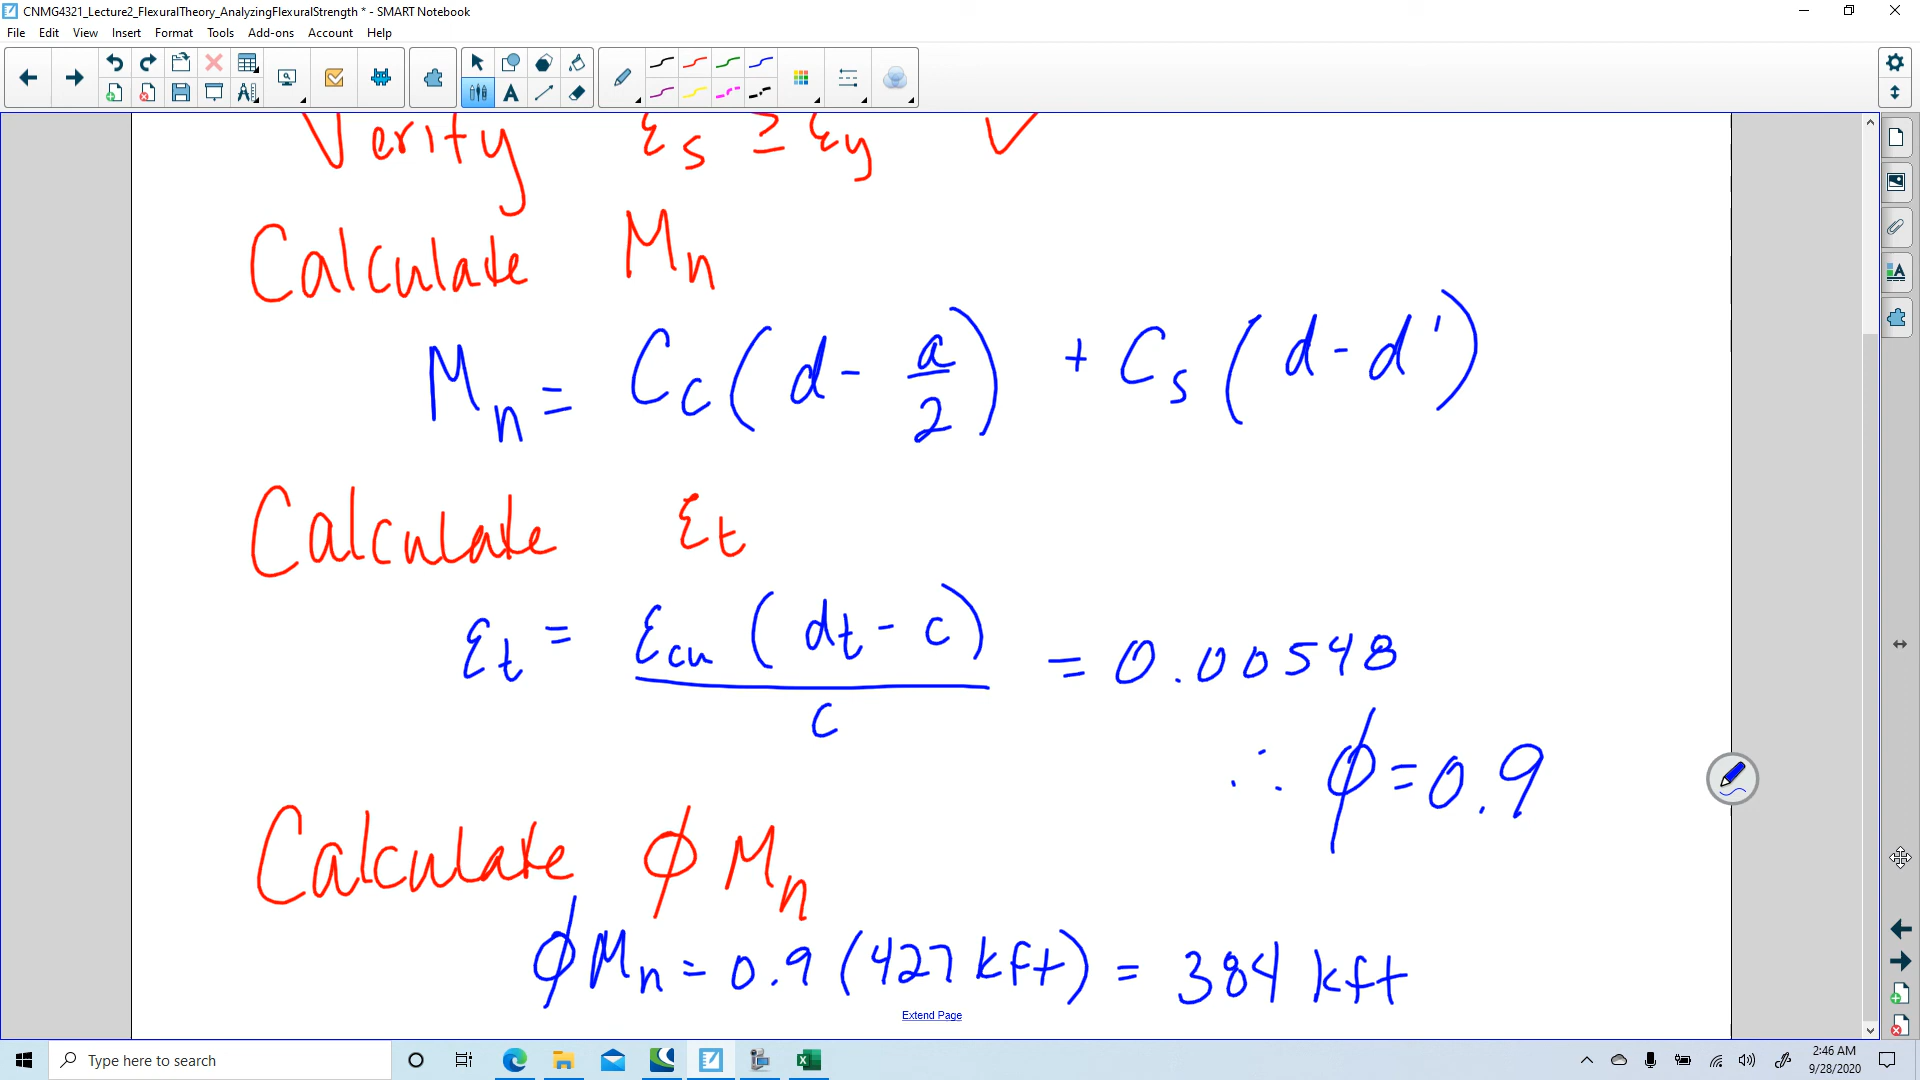 CNMG4321_Lecture2_FlexuralTheory_AnalyzingFlexuralStrength * - SMART Notebook
File Edit View Insert Format Tools Add-ons Account Help
Verify εs ≥ εy ✓
Calculate Mn
Mn = Cc (d - a/2) + Cs (d - d')
Calculate εt
εt = εcu (dt - c) / c = 0.00548
∴ ϕ = 0.9
Calculate ϕ Mn
ϕMn = 0.9 (427 kft) = 384 kft
Extend Page
Type here to search
2:46 AM
9/28/2020